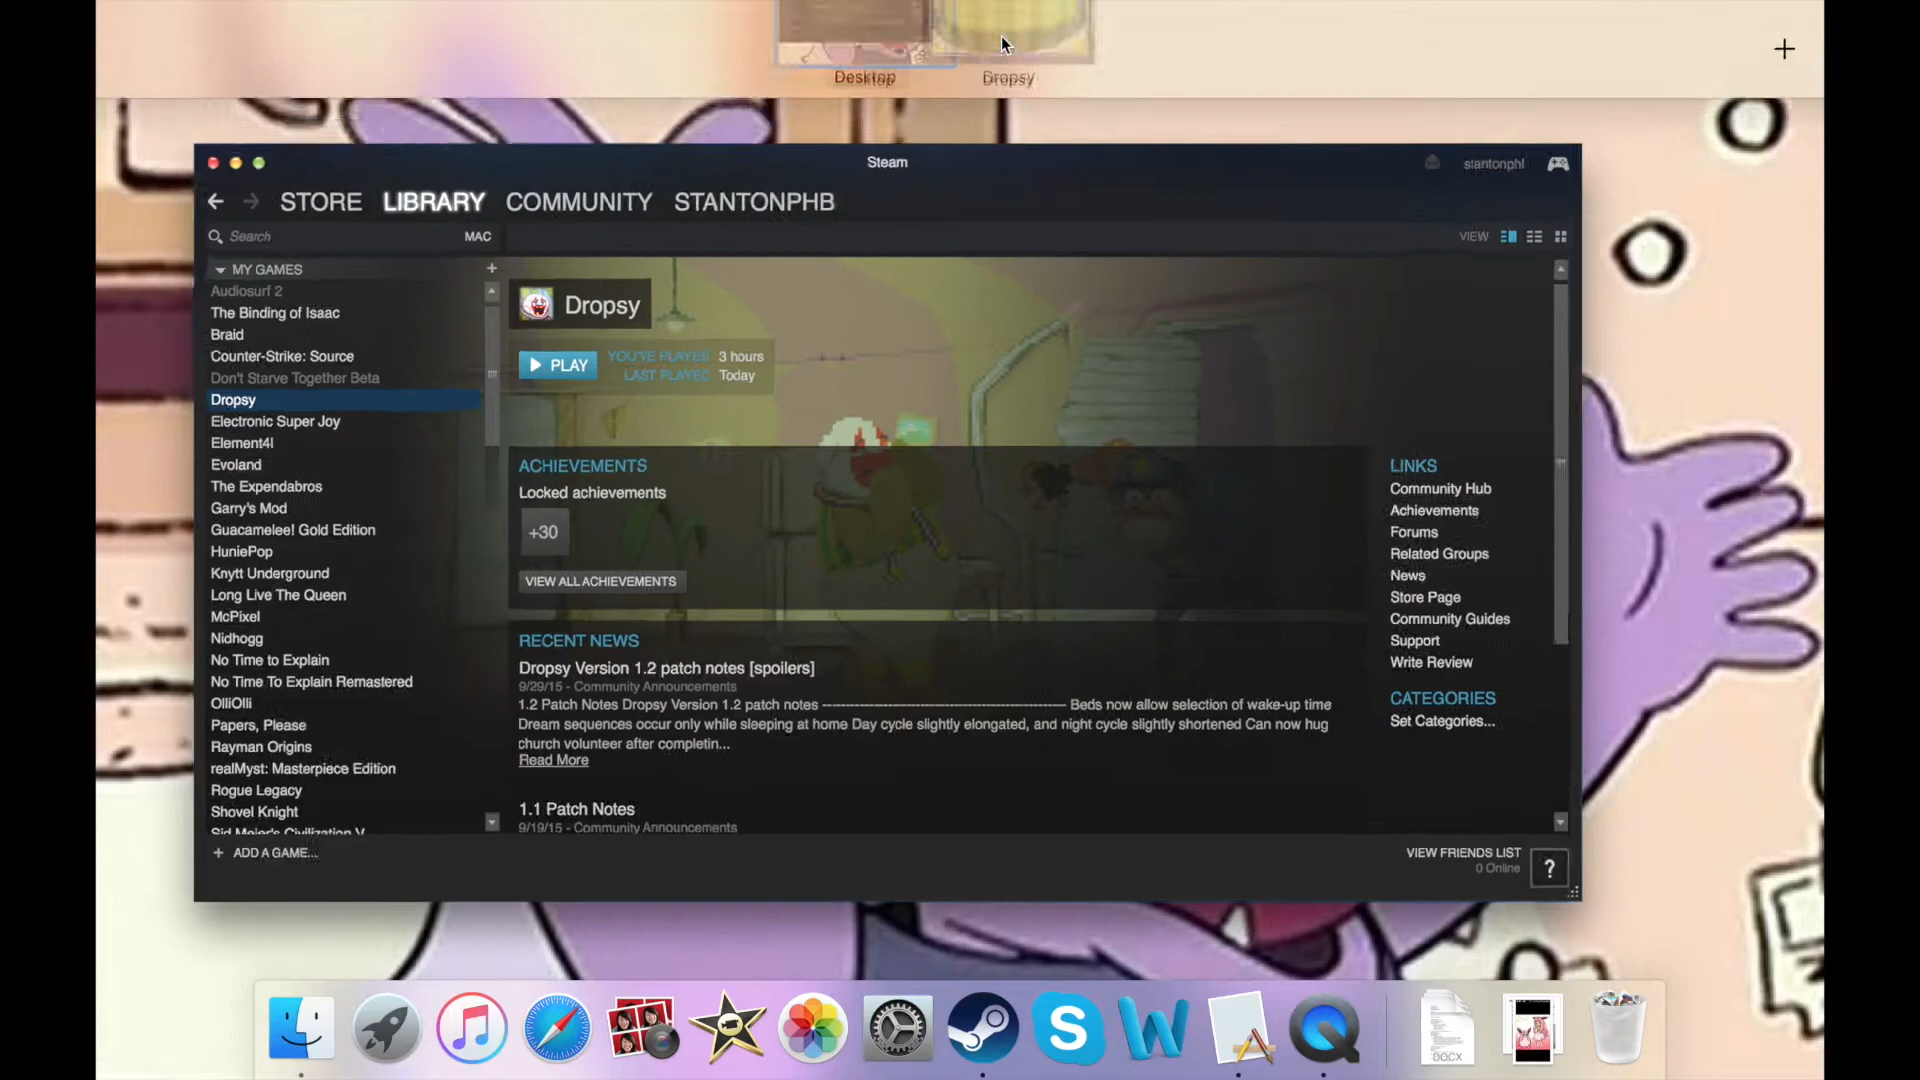 Desktop
Dropsy
Steam
stantonphl
STORE LIBRARY COMMUNITY STANTONPHB
Search
MAC
VIEW
MY GAMES
Audiosurf 2
The Binding of Isaac
Braid
Counter-Strike: Source
Don't Starve Together Beta
Dropsy
Electronic Super Joy
Element4l
Evoland
The Expendabros
Garry's Mod
Guacamelee! Gold Edition
HuniePop
Knytt Underground
Long Live The Queen
McPixel
Nidhogg
No Time to Explain
No Time To Explain Remastered
OlliOlli
Papers, Please
Rayman Origins
realMyst: Masterpiece Edition
Rogue Legacy
Shovel Knight
Sid Meier's Civilization V
+ ADD A GAME...
Dropsy
PLAY
YOU'VE PLAYED 3 hours
LAST PLAYED Today
ACHIEVEMENTS
Locked achievements
+30
VIEW ALL ACHIEVEMENTS
RECENT NEWS
Dropsy Version 1.2 patch notes [spoilers]
9/29/15 - Community Announcements
1.2 Patch Notes Dropsy Version 1.2 patch notes ---------------------------------------- Beds now allow selection of wake-up time
Dream sequences occur only while sleeping at home Day cycle slightly elongated, and night cycle slightly shortened Can now hug
church volunteer after completin...
Read More
1.1 Patch Notes
9/19/15 - Community Announcements
LINKS
Community Hub
Achievements
Forums
Related Groups
News
Store Page
Community Guides
Support
Write Review
CATEGORIES
Set Categories...
VIEW FRIENDS LIST
0 Online
?
S
W
DOCX